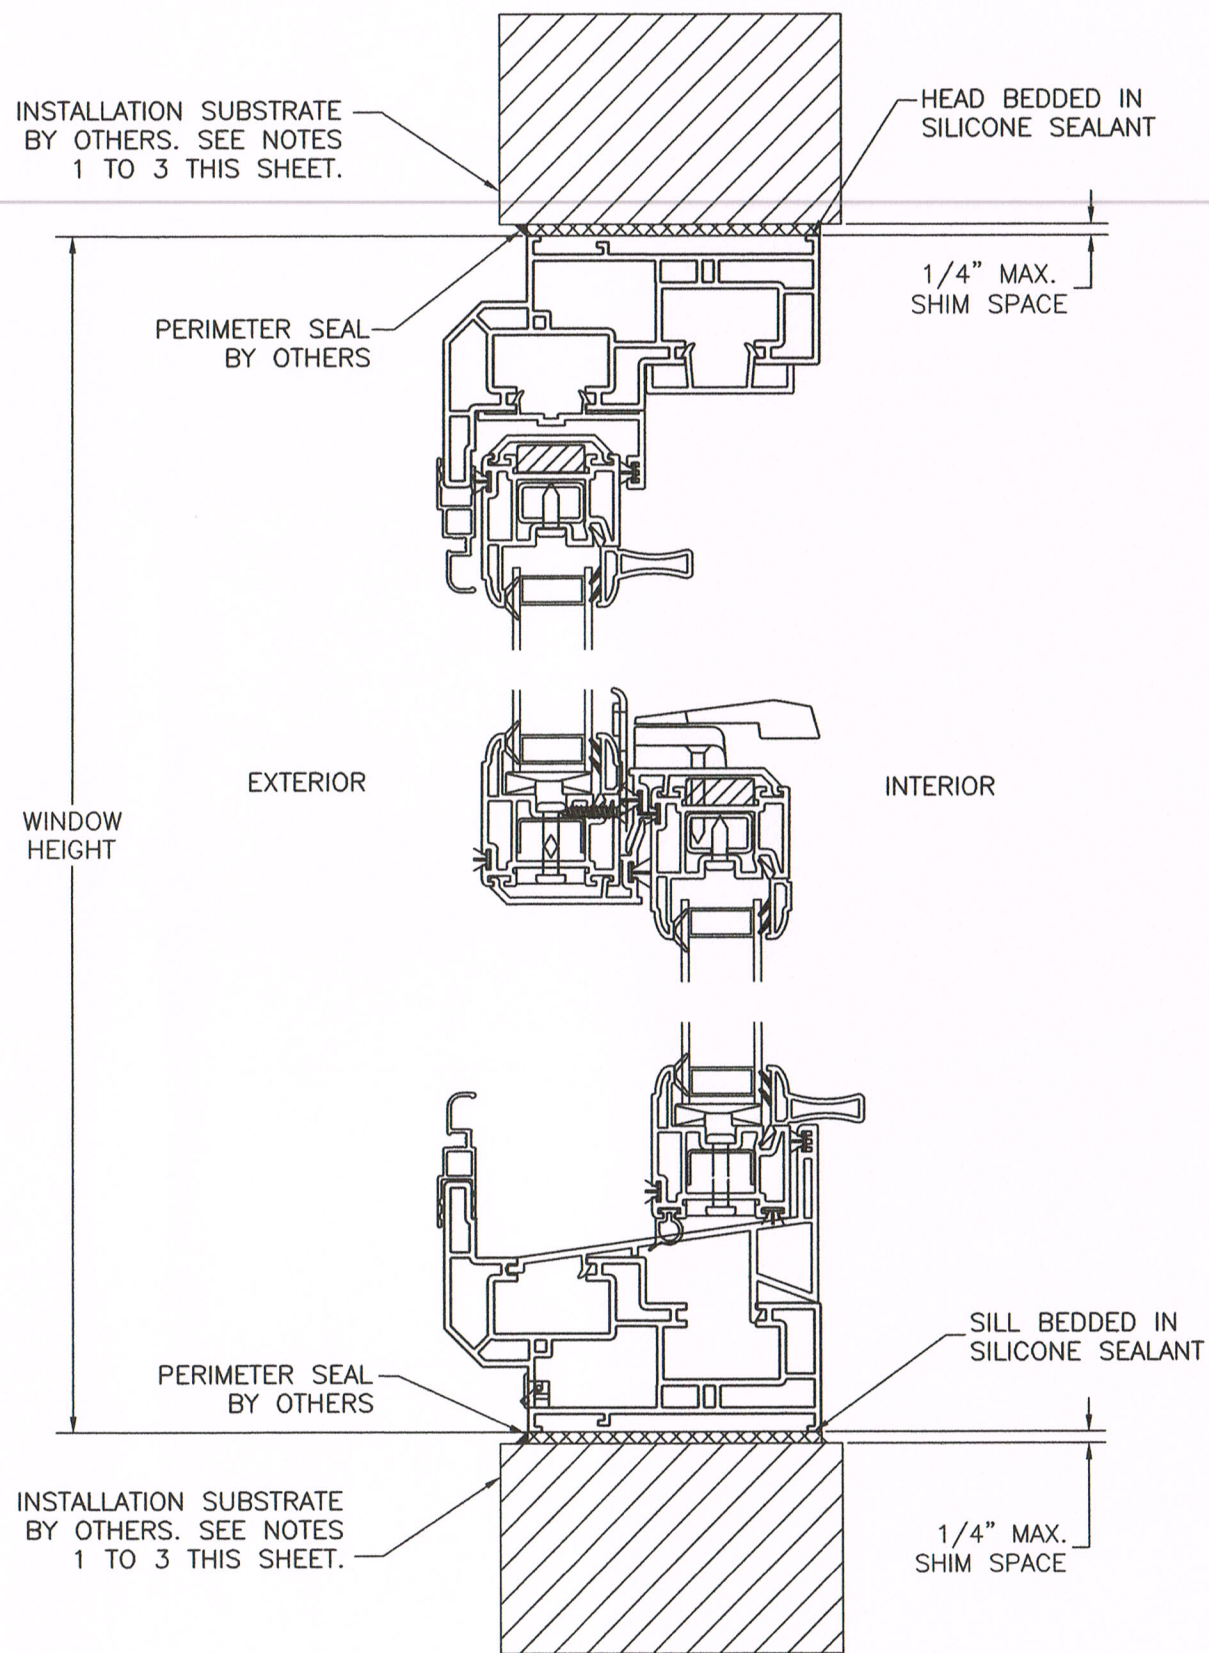 INSTALLATION SUBSTRATE
BY OTHERS. SEE NOTES
1 TO 3 THIS SHEET.
HEAD BEDDED IN
SILICONE SEALANT
1/4" MAX.
SHIM SPACE
PERIMETER SEAL
BY OTHERS
EXTERIOR
INTERIOR
WINDOW
HEIGHT
SILL BEDDED IN
SILICONE SEALANT
PERIMETER SEAL
BY OTHERS
INSTALLATION SUBSTRATE
BY OTHERS. SEE NOTES
1 TO 3 THIS SHEET.
1/4" MAX.
SHIM SPACE